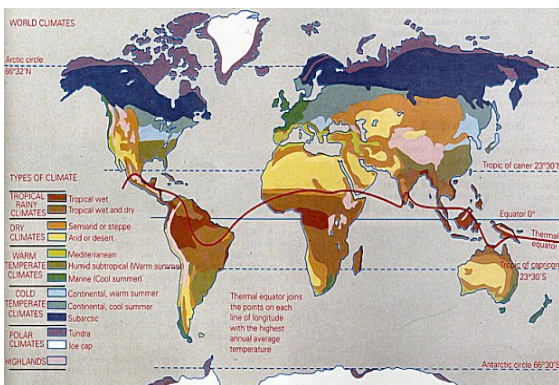 WORLD CLIMATES
Arctic circle
66°32'N
Tropic of caner 23°30'N
TYPES OF CLIMATE
TROPICAL
RAINY
CLIMATES
Tropical wet
Tropical wet and dry
DRY
CLIMATES
Semiarid or steppe
Arid or desert
WARM
TEMPERATE
CLIMATES
Mediterranean
Humid subtropical (Warm summer)
Marine (Cool summer)
COLD
TEMPERATE
CLIMATES
Continental, warm summer
Continental, cool summer
Subarctic
POLAR
CLIMATES
Tundra
Ice cap
HIGHLANDS
Equator 0°
Thermal
equator
Tropic of capricorn
23°30'S
Thermal equator joins
the points on each
line of longitude
with the highest
annual average
temperature
Antarctic circle 66°30'S